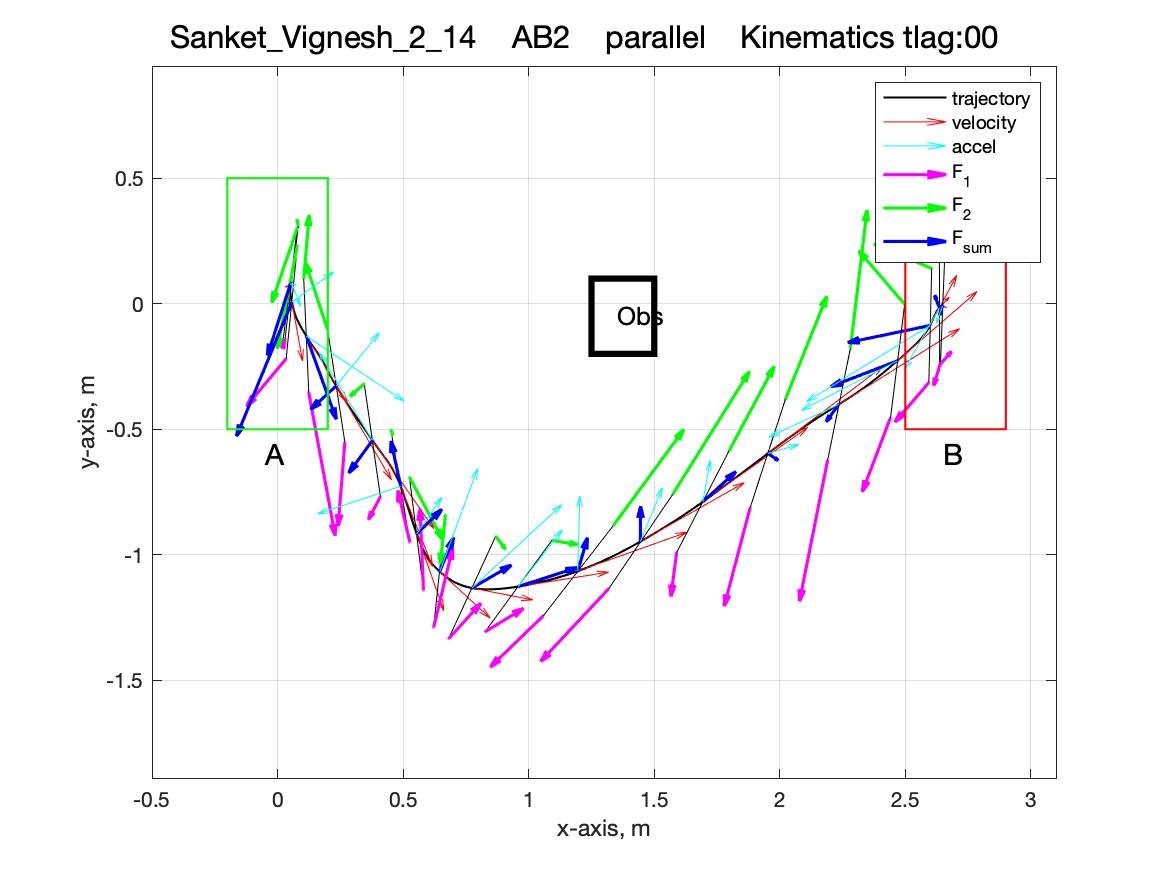 Sanket_Vignesh_2_14 AB2 parallel Kinematics tlag:00
trajectory
velocity
accel
F1
F2
Fsum
0.5
0
-0.5
-1
-1.5
y-axis, m
Obs
A
B
-0.5 0 0.5 1 1.5 2 2.5 3
x-axis, m